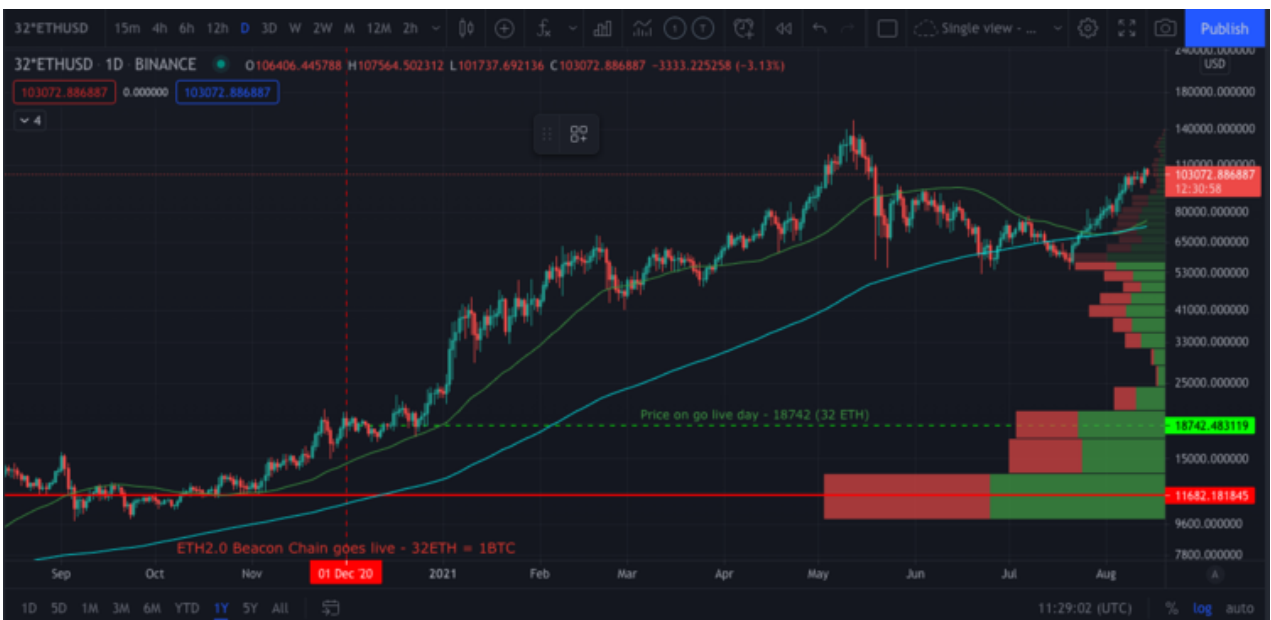 32*ETHUSD 15m 4h 6h 12h D 3D W 2W M 12M 2h Single view - ... Publish
32*ETHUSD 1D BINANCE O106406.445788 H107564.502312 L101737.692136 C103072.886887 −3333.225258 (−3.13%)
103072.886887 0.000000 103072.886887
4
240000.000000
USD
180000.000000
140000.000000
110000.000000
103072.886887
12:30:58
80000.000000
65000.000000
53000.000000
41000.000000
33000.000000
25000.000000
Price on go live day - 18742 (32 ETH)
18742.483119
15000.000000
11682.181845
9600.000000
ETH2.0 Beacon Chain goes live - 32ETH = 1BTC
7800.000000
Sep Oct Nov 01 Dec '20 2021 Feb Mar Apr May Jun Jul Aug A
1D 5D 1M 3M 6M YTD 1Y 5Y All 11:29:02 (UTC) % log auto